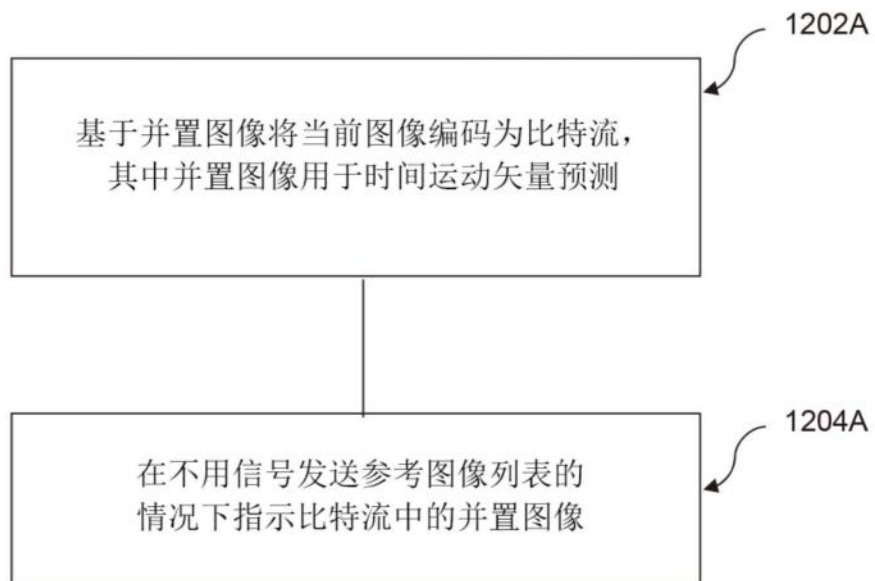 1202A
基于并置图像将当前图像编码为比特流，
其中并置图像用于时间运动矢量预测
1204A
在不用信号发送参考图像列表的
情况下指示比特流中的并置图像